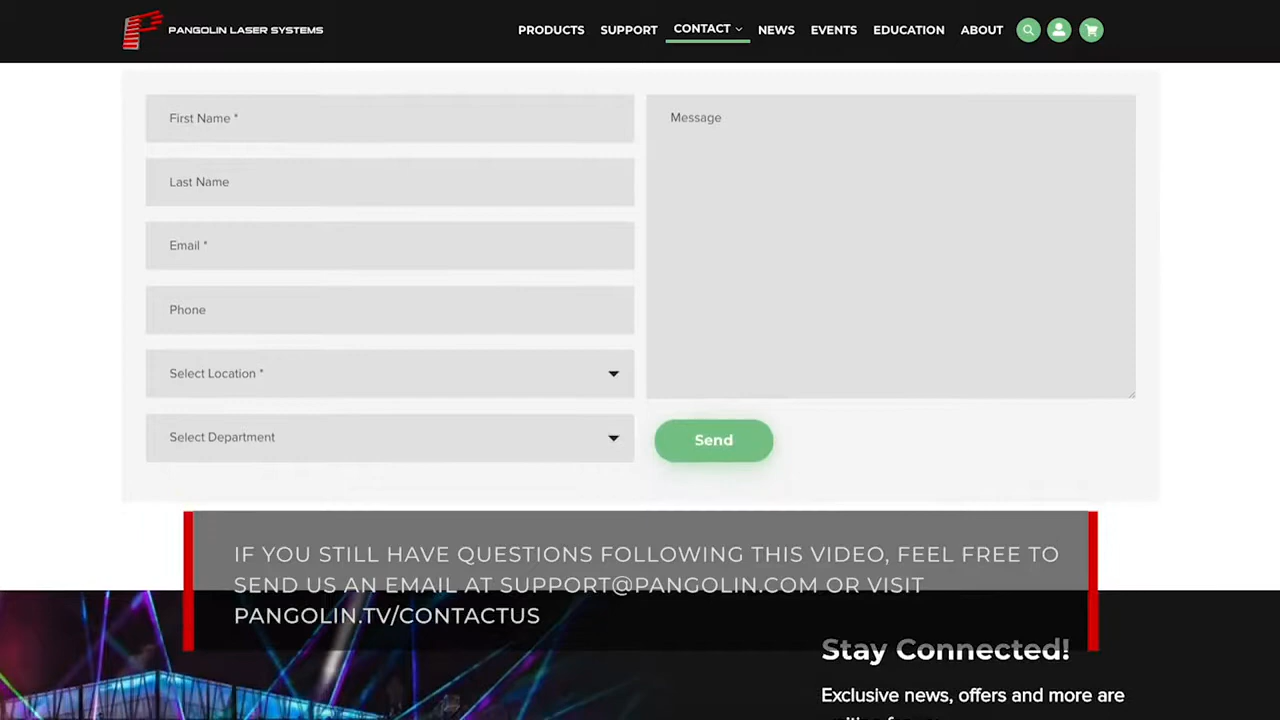 PANGOLIN LASER SYSTEMS
PRODUCTS SUPPORT CONTACT NEWS EVENTS EDUCATION ABOUT
First Name *
Last Name
Email *
Phone
Select Location *
Select Department
Message
Send
IF YOU STILL HAVE QUESTIONS FOLLOWING THIS VIDEO, FEEL FREE TO
SEND US AN EMAIL AT SUPPORT@PANGOLIN.COM OR VISIT
PANGOLIN.TV/CONTACTUS
Stay Connected!
Exclusive news, offers and more are